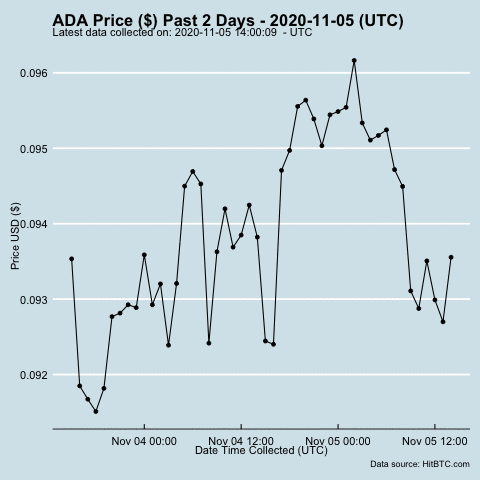 ADA Price ($) Past 2 Days - 2020-11-05 (UTC)
Latest data collected on: 2020-11-05 14:00:09  - UTC
0.096
0.095
0.094
0.093
0.092
Price USD ($)
Nov 04 00:00 Nov 04 12:00 Nov 05 00:00 Nov 05 12:00
Date Time Collected (UTC)
Data source: HitBTC.com